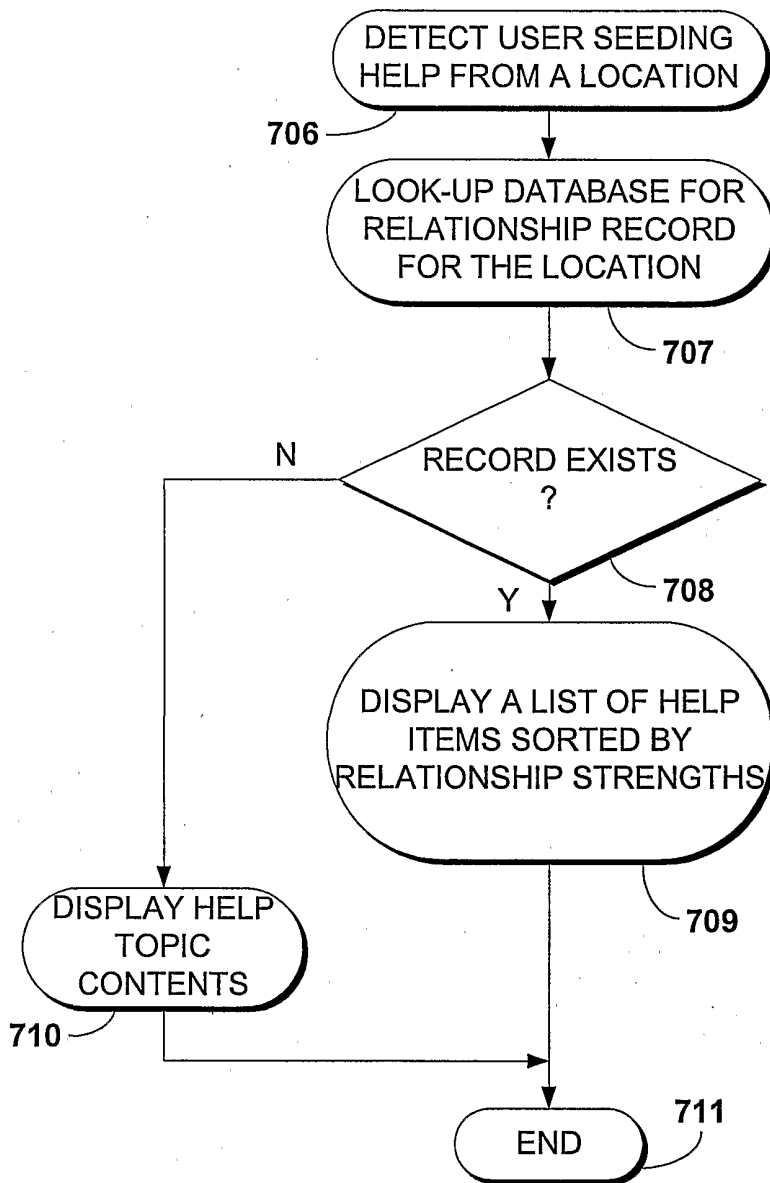 DETECT USER SEEDING
HELP FROM A LOCATION
706
LOOK-UP DATABASE FOR
RELATIONSHIP RECORD
FOR THE LOCATION
707
N
RECORD EXISTS
?
708
Y
DISPLAY A LIST OF HELP
ITEMS SORTED BY
RELATIONSHIP STRENGTHS
709
DISPLAY HELP
TOPIC
CONTENTS
710
711
END